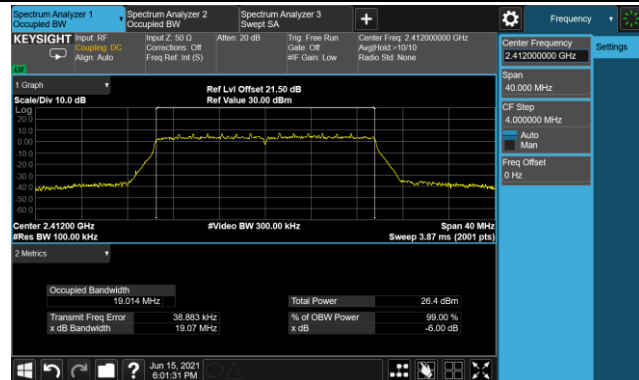 Spectrum Analyzer 1
Occupied BW
Spectrum Analyzer 2
Occupied BW
Spectrum Analyzer 3
Swept SA
+
Frequency
KEYSIGHT
Input: RF
Coupling: DC
Align: Auto
Input Z: 50 Ω
Corrections: Off
Freq Ref: Int (S)
Atten: 20 dB
Trig: Free Run
Gate: Off
#IF Gain: Low
Center Freq: 2.412000000 GHz
Avg|Hold:>10/10
Radio Std: None
Center Frequency
2.412000000 GHz
Settings
Span
40.000 MHz
CF Step
4.000000 MHz
Auto
Man
Freq Offset
0 Hz
1 Graph
Scale/Div 10.0 dB
Ref Lvl Offset 21.50 dB
Ref Value 30.00 dBm
Log
20.0
10.0
0.00
-10.0
-20.0
-30.0
-40.0
-50.0
-60.0
Center 2.41200 GHz
#Res BW 100.00 kHz
#Video BW 300.00 kHz
Span 40 MHz
Sweep 3.87 ms (2001 pts)
2 Metrics
Occupied Bandwidth
19.014 MHz
Total Power 26.4 dBm
Transmit Freq Error 38.883 kHz
% of OBW Power 99.00 %
x dB Bandwidth 19.07 MHz
x dB -6.00 dB
?
Jun 15, 2021
6:01:31 PM